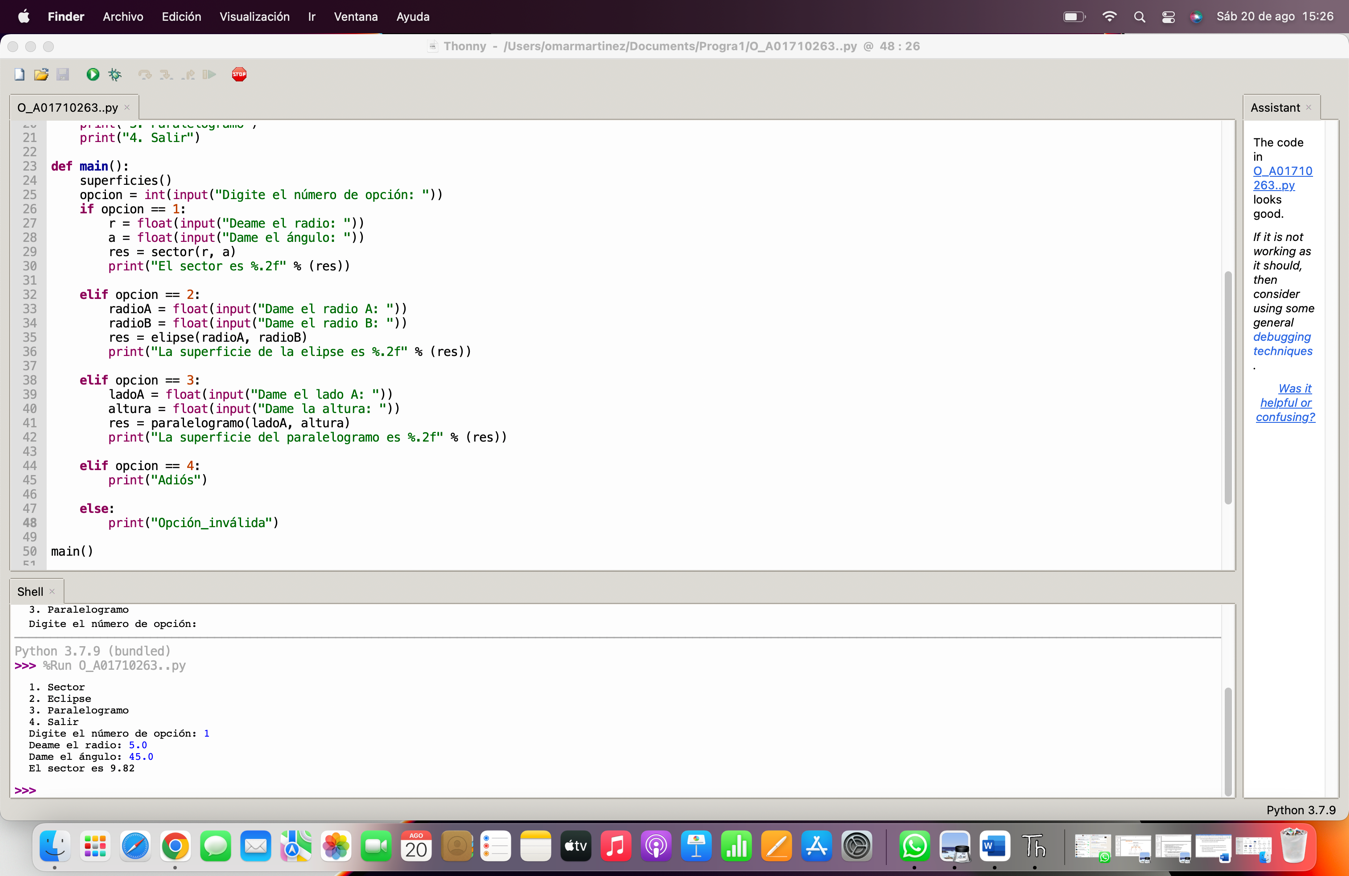 Finder Archivo Edición Visualización Ir Ventana Ayuda Sáb 20 de ago 15:26
Thonny - /Users/omarmartinez/Documents/Progra1/O_A01710263..py @ 48 : 26
STOP
O_A01710263..py ×
20 print("3. Paralelogramo")
21 print("4. Salir")
22
23 def main():
24 superficies()
25 opcion = int(input("Digite el número de opción: "))
26 if opcion == 1:
27 r = float(input("Deame el radio: "))
28 a = float(input("Dame el ángulo: "))
29 res = sector(r, a)
30 print("El sector es %.2f" % (res))
31
32 elif opcion == 2:
33 radioA = float(input("Dame el radio A: "))
34 radioB = float(input("Dame el radio B: "))
35 res = elipse(radioA, radioB)
36 print("La superficie de la elipse es %.2f" % (res))
37
38 elif opcion == 3:
39 ladoA = float(input("Dame el lado A: "))
40 altura = float(input("Dame la altura: "))
41 res = paralelogramo(ladoA, altura)
42 print("La superficie del paralelogramo es %.2f" % (res))
43
44 elif opcion == 4:
45 print("Adiós")
46
47 else:
48 print("Opción_inválida")
49
50 main()
51
Shell ×
3. Paralelogramo
Digite el número de opción:
Python 3.7.9 (bundled)
>>> %Run O_A01710263..py
1. Sector
2. Eclipse
3. Paralelogramo
4. Salir
Digite el número de opción: 1
Deame el radio: 5.0
Dame el ángulo: 45.0
El sector es 9.82
>>>
Assistant ×
The code
in
O_A01710
263..py
looks
good.
If it is not
working as
it should,
then
consider
using some
general
debugging
techniques
.
Was it
helpful or
confusing?
Python 3.7.9
AGO
20
tv
W
Th